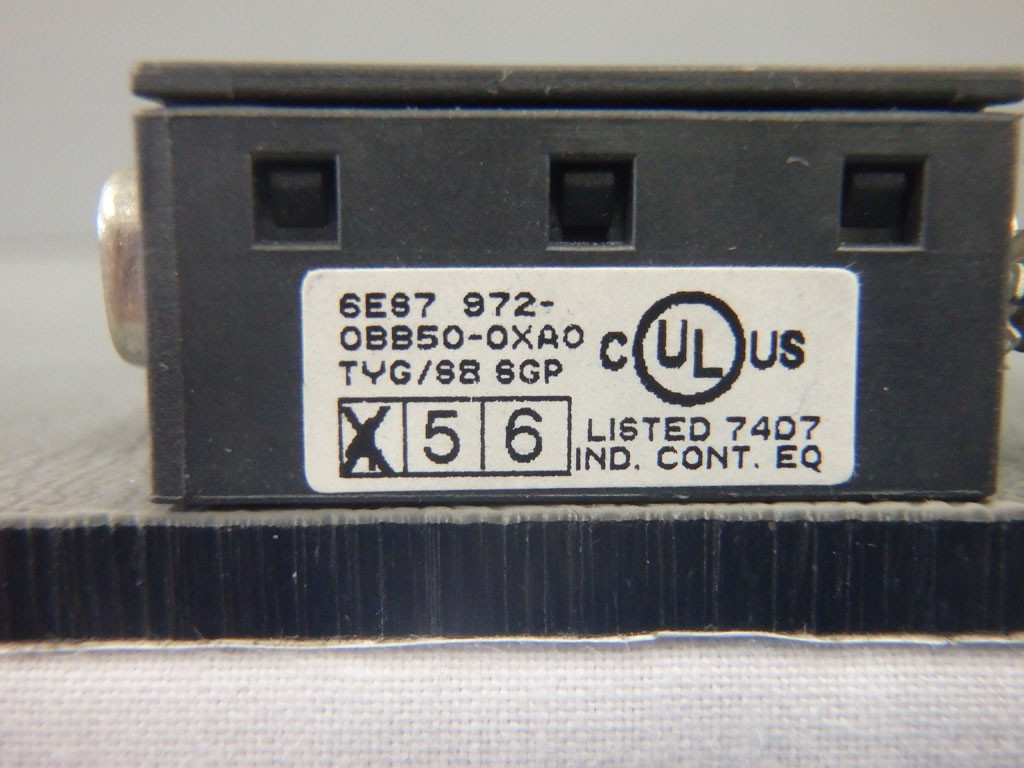 6ES7 972-
0BB50-0XA0
TYG/S8 SGP
X 5 6
C UL US
LISTED 7407
IND. CONT. EQ